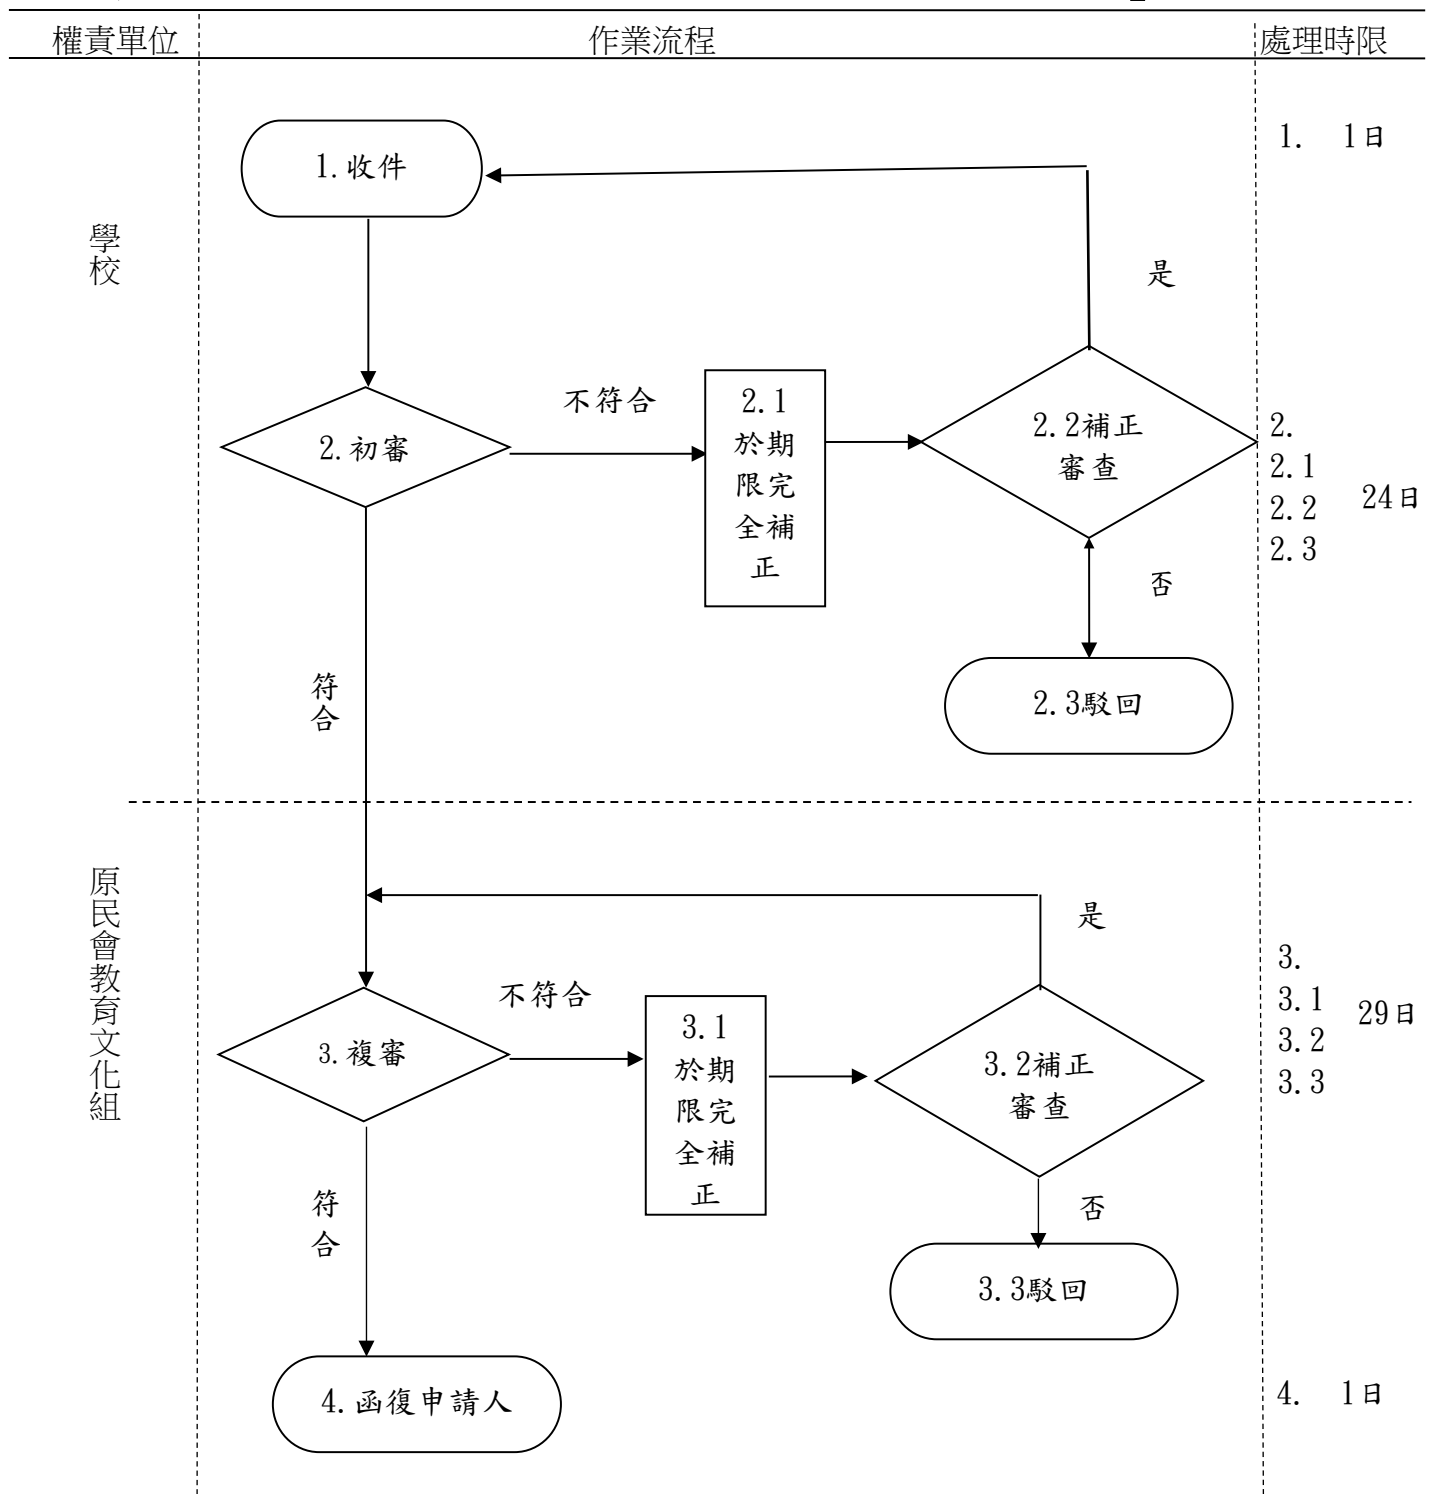 權責單位
作業流程
處理時限
學校
1.收件
1. 1日
是
2.初審
不符合
2.1
於期
限完
全補
正
2.2補正
審查
2.
2.1
2.2
2.3
24日
否
2.3駁回
符
合
原民會教育文化組
是
3.複審
不符合
3.1
於期
限完
全補
正
3.2補正
審查
3.
3.1
3.2
3.3
29日
否
3.3駁回
符
合
4.函復申請人
4. 1日